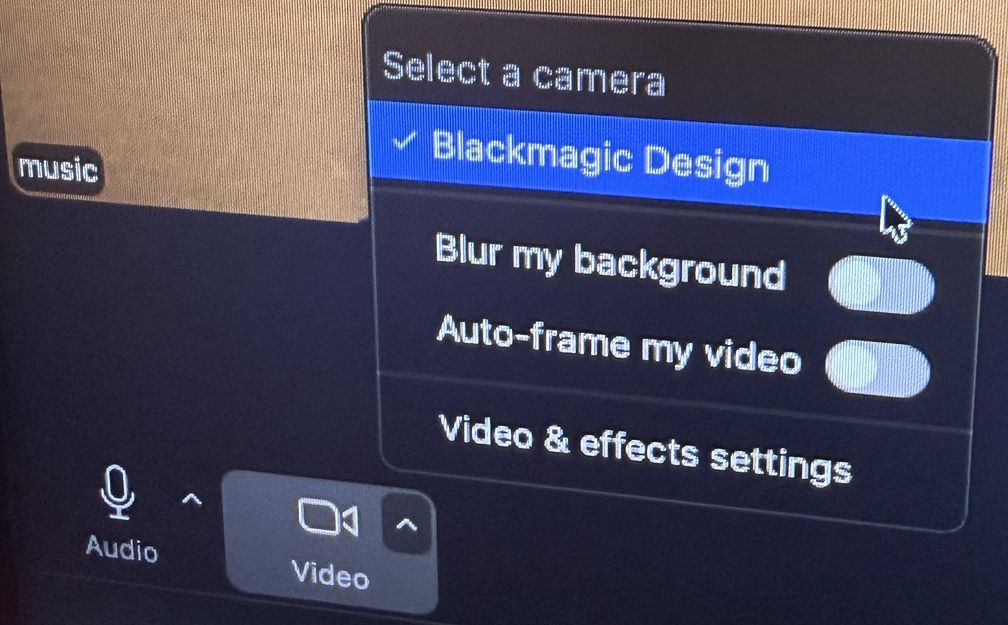 Select a camera
✓ Blackmagic Design
music
Blur my background
Auto-frame my video
Video & effects settings
Audio
Video